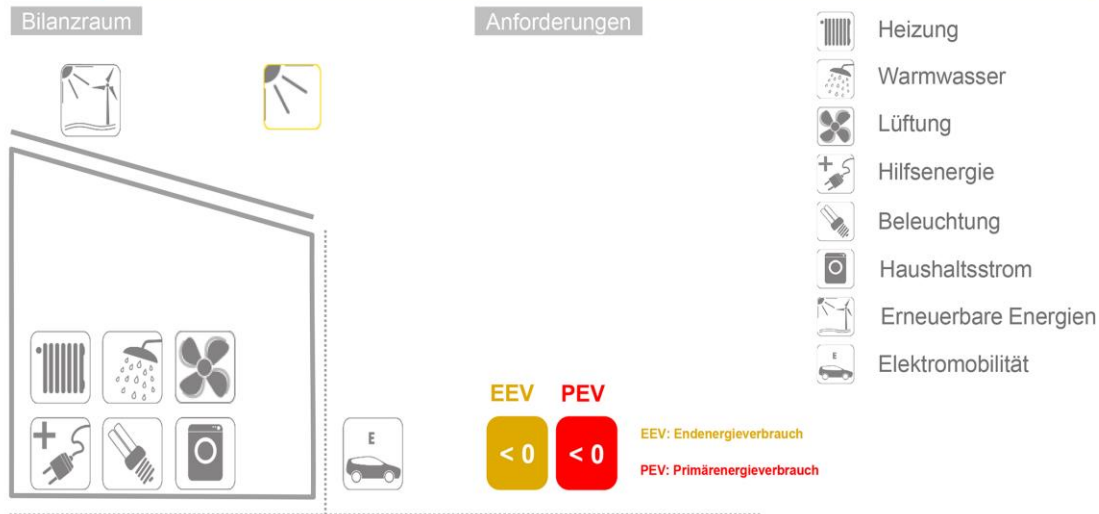 Bilanzraum
Anforderungen
Heizung
Warmwasser
Lüftung
Hilfsenergie
Beleuchtung
Haushaltsstrom
Erneuerbare Energien
E
Elektromobilität
EEV PEV
< 0 < 0
EEV: Endenergieverbrauch
PEV: Primärenergieverbrauch
E